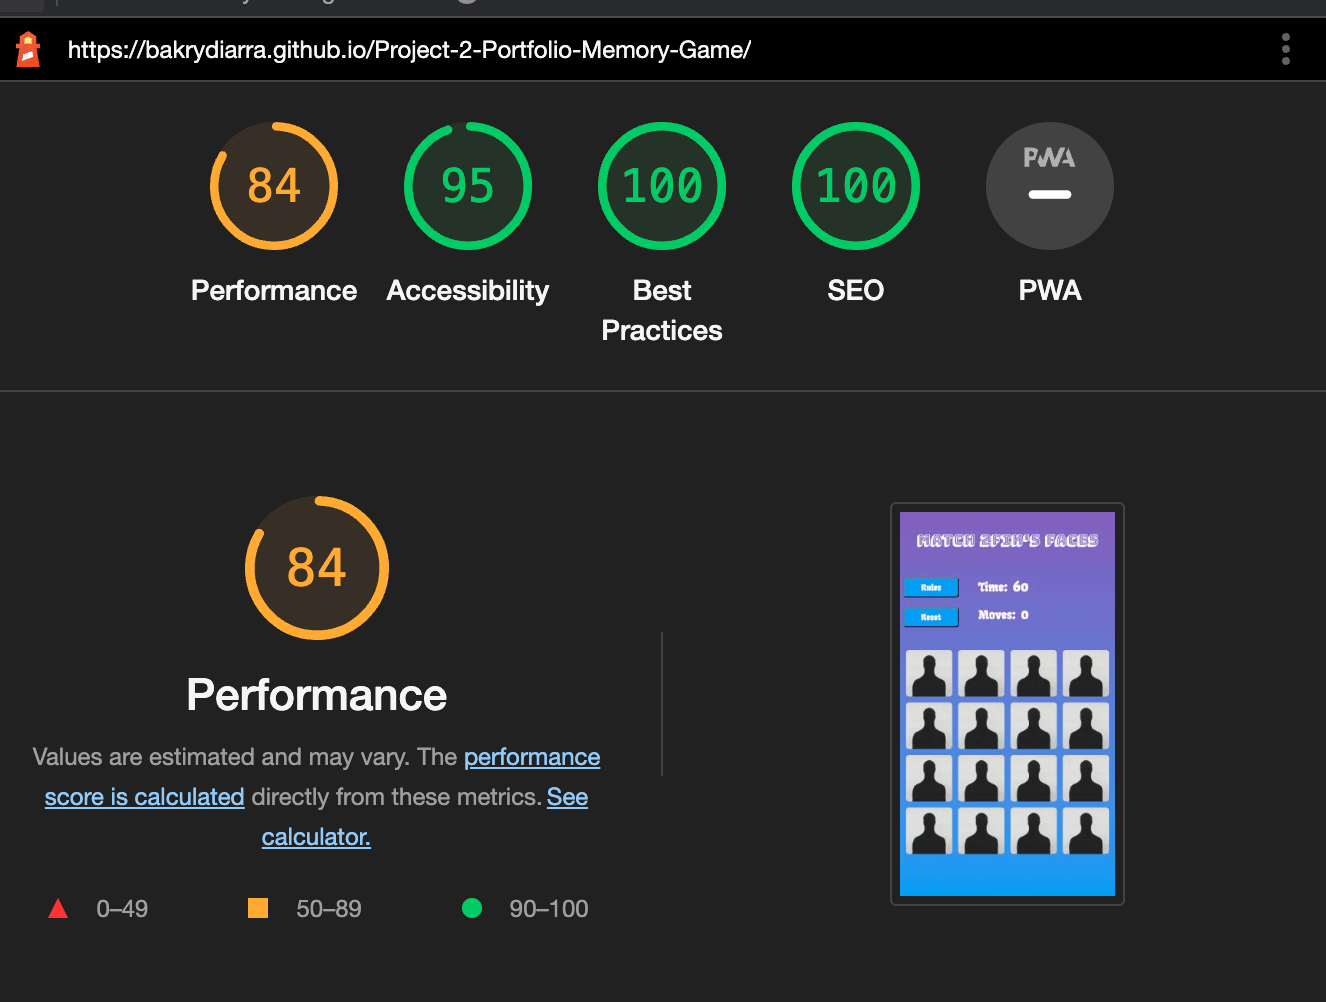 https://bakrydiarra.github.io/Project-2-Portfolio-Memory-Game/
84
95
100
100
PWA
Performance
Accessibility
Best
Practices
SEO
PWA
84
Performance
Values are estimated and may vary. The performance
score is calculated directly from these metrics. See
calculator.
0–49
50–89
90–100
MATCH 2FIK'S FACES
Rules
Time: 60
Reset
Moves: 0